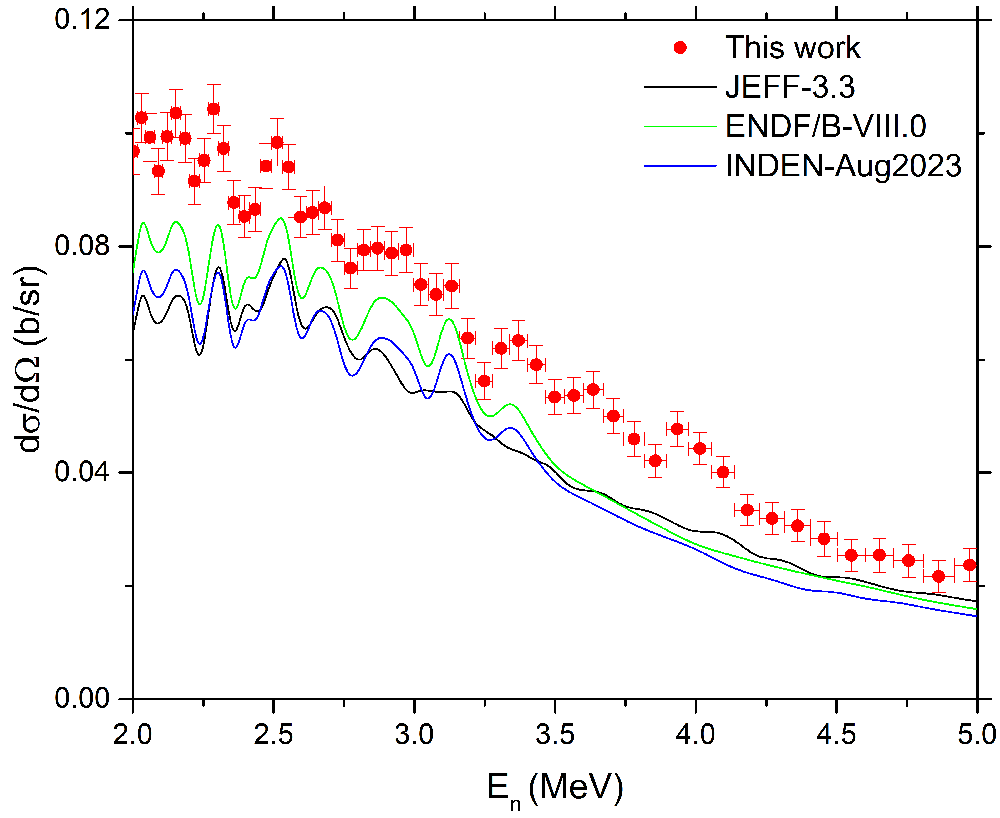 0.12
0.08
0.04
0.00
dσ/dΩ (b/sr)
This work
JEFF-3.3
ENDF/B-VIII.0
INDEN-Aug2023
2.0 2.5 3.0 3.5 4.0 4.5 5.0
En (MeV)